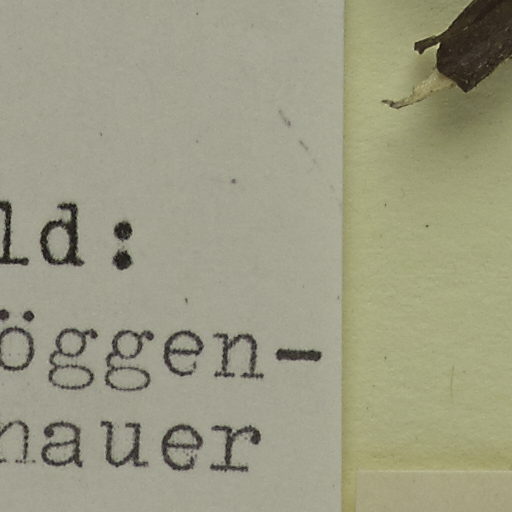 ld:
öggen-
nauer